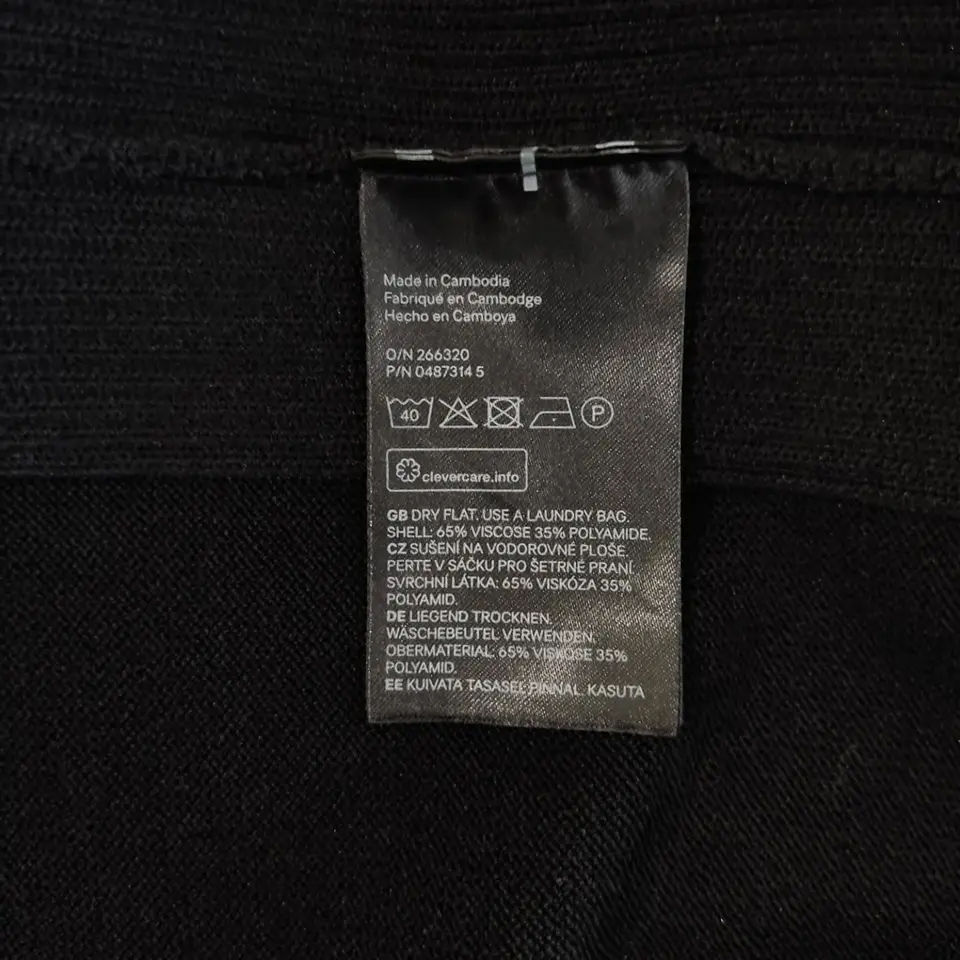 Made in Cambodia
Fabriqué en Cambodge
Hecho en Camboya
O/N 266320
P/N 0487314 5
40 P
clevercare.info
GB DRY FLAT. USE A LAUNDRY BAG.
SHELL: 65% VISCOSE 35% POLYAMIDE.
CZ SUŠENÍ NA VODOROVNÉ PLOŠE.
PERTE V SÁČKU PRO ŠETRNÉ PRANÍ.
SVRCHNÍ LÁTKA: 65% VISKÓZA 35%
POLYAMID.
DE LIEGEND TROCKNEN.
WÄSCHEBEUTEL VERWENDEN.
OBERMATERIAL: 65% VISKOSE 35%
POLYAMID.
EE KUIVATA TASASEL PINNAL. KASUTA